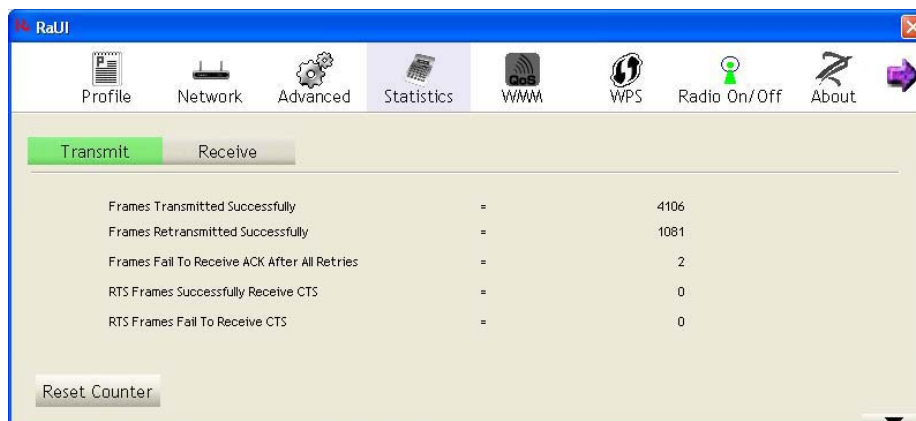 RaUI
Profile Network Advanced Statistics QoS WMM WPS Radio On/Off About
Transmit Receive
Frames Transmitted Successfully = 4106
Frames Retransmitted Successfully = 1081
Frames Fail To Receive ACK After All Retries = 2
RTS Frames Successfully Receive CTS = 0
RTS Frames Fail To Receive CTS = 0
Reset Counter